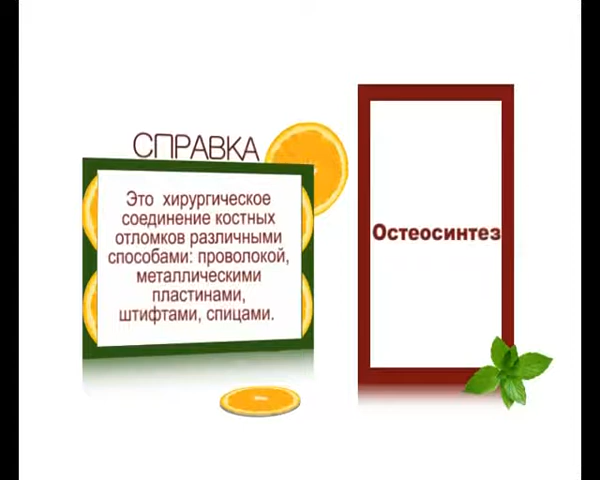 СПРАВКА
Это хирургическое
соединение костных
отломков различными
способами: проволокой,
металлическими
пластинами,
штифтами, спицами.
Остеосинтез